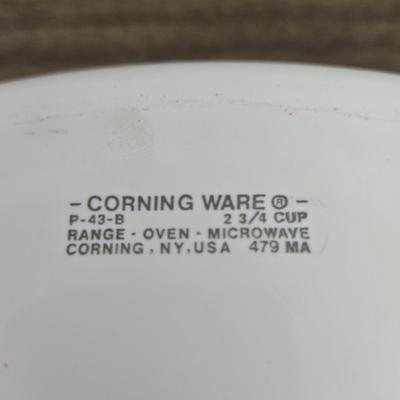 - CORNING WARE ® -
P-43-B 2 3/4 CUP
RANGE - OVEN - MICROWAVE
CORNING, NY, USA 479 MA